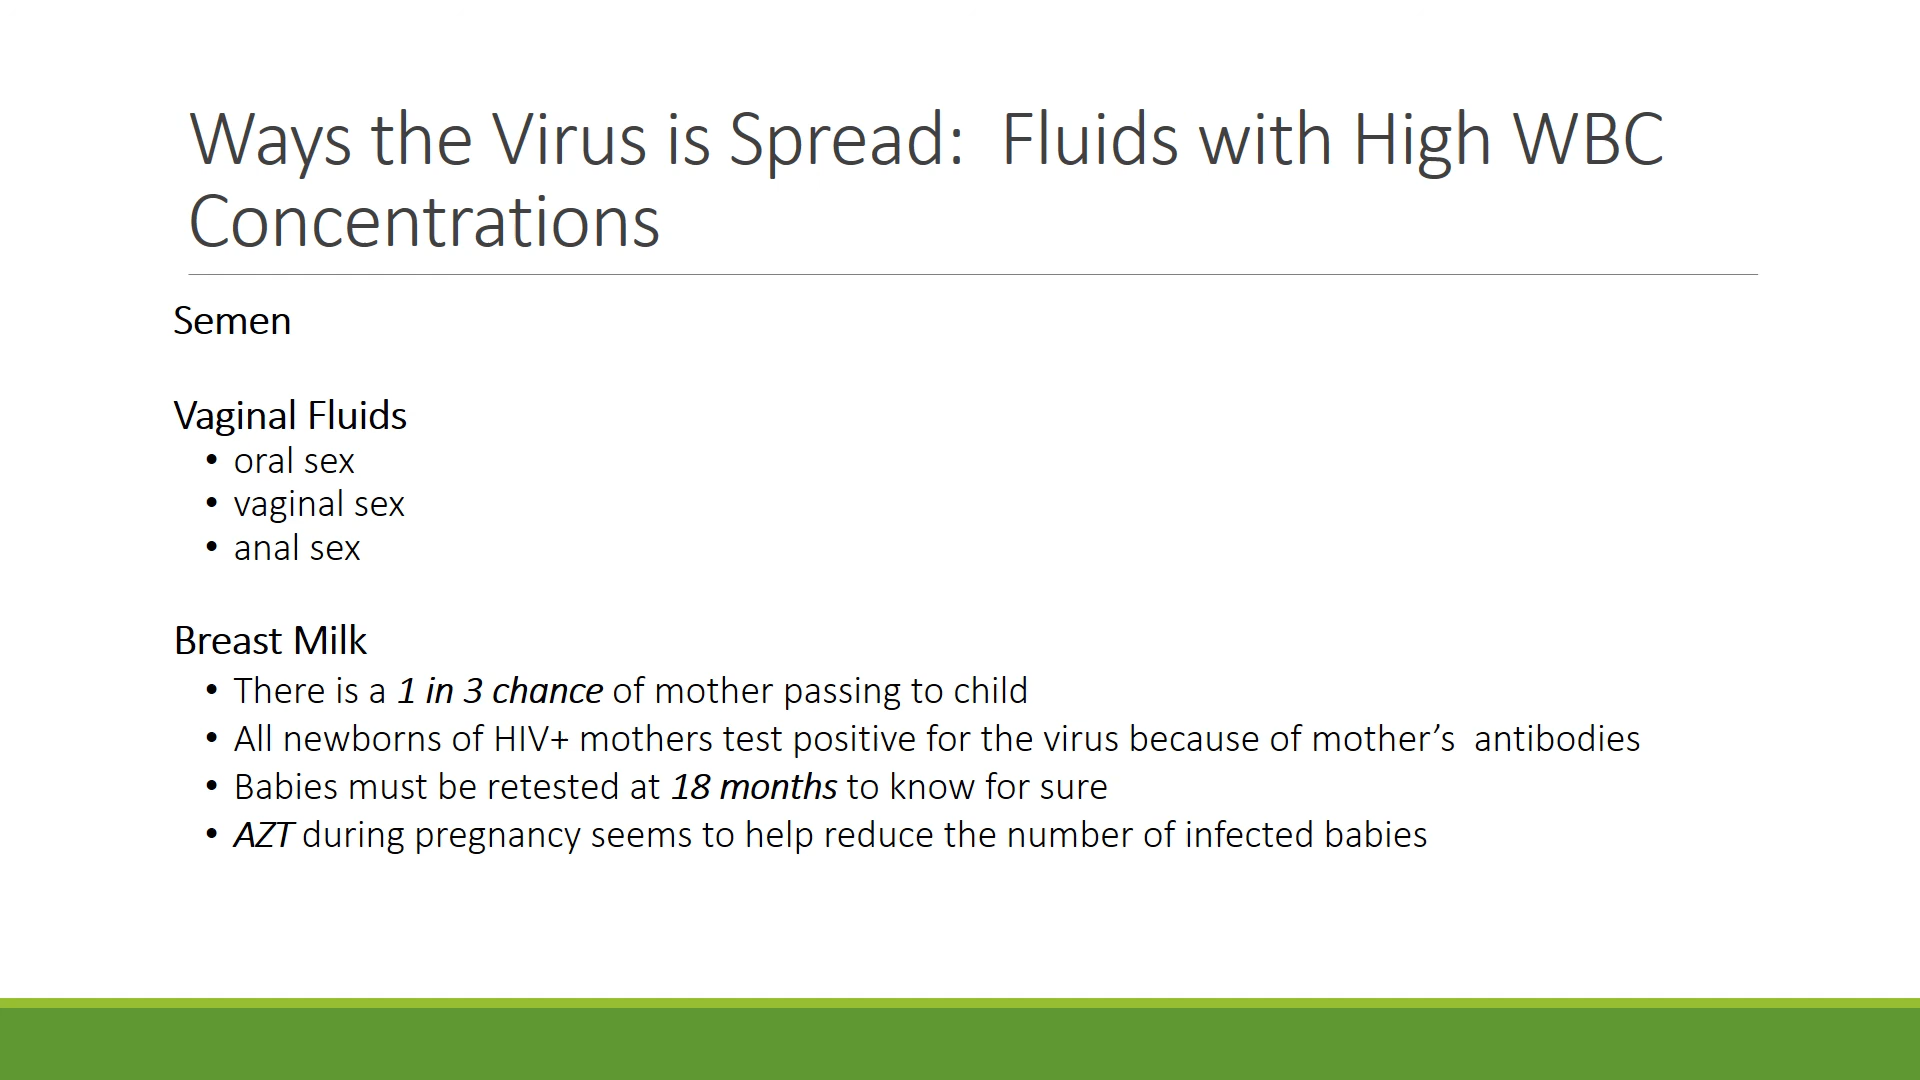 Ways the Virus is Spread:  Fluids with High WBC
Concentrations
Semen
Vaginal Fluids
• oral sex
• vaginal sex
• anal sex
Breast Milk
• There is a 1 in 3 chance of mother passing to child
• All newborns of HIV+ mothers test positive for the virus because of mother’s  antibodies
• Babies must be retested at 18 months to know for sure
• AZT during pregnancy seems to help reduce the number of infected babies